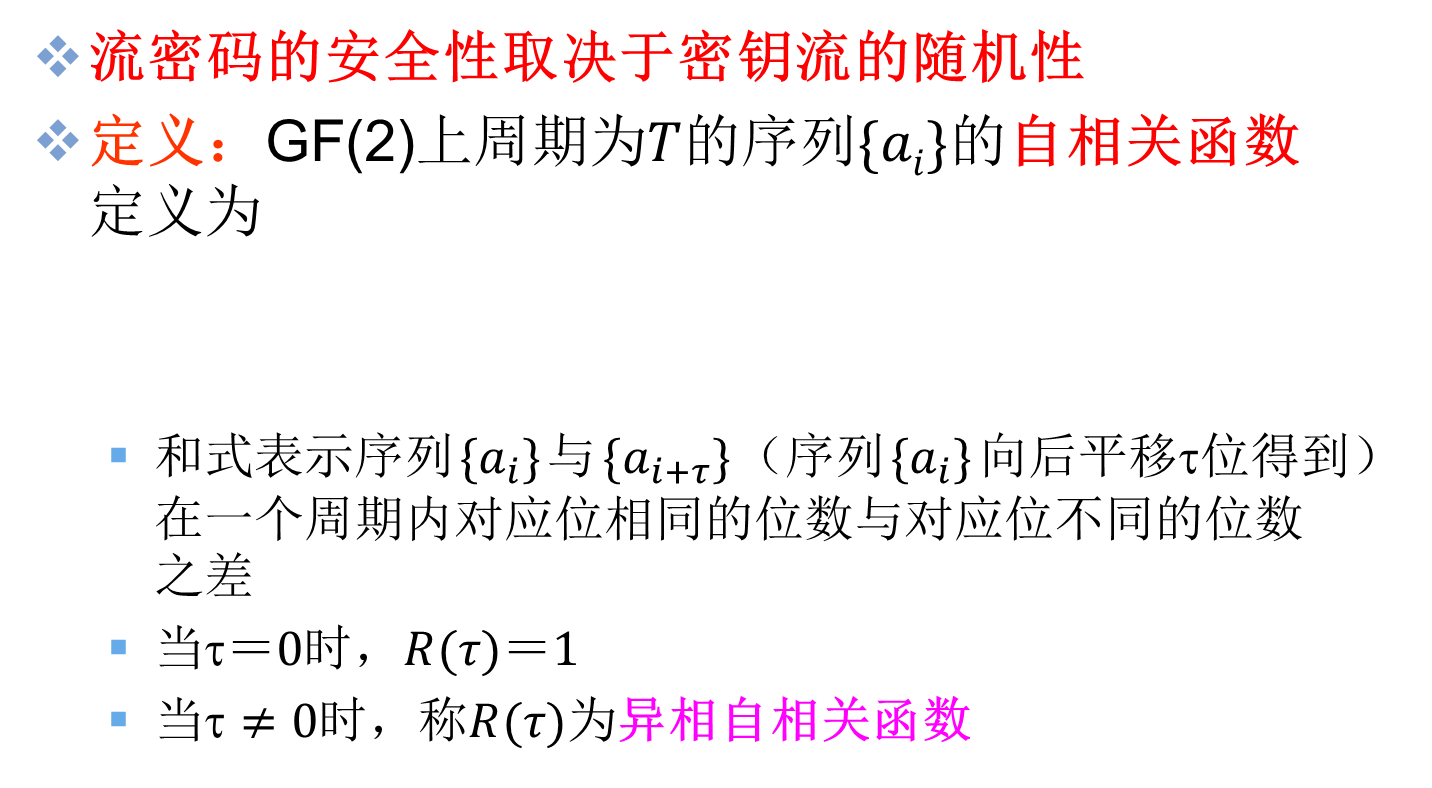 流密码的安全性取决于密钥流的随机性
定义：GF(2)上周期为T的序列{aᵢ}的自相关函数
定义为
和式表示序列{aᵢ}与{aᵢ₊τ}（序列{aᵢ}向后平移τ位得到）
在一个周期内对应位相同的位数与对应位不同的位数
之差
当τ＝0时，R(τ)＝1
当τ ≠ 0时，称R(τ)为异相自相关函数